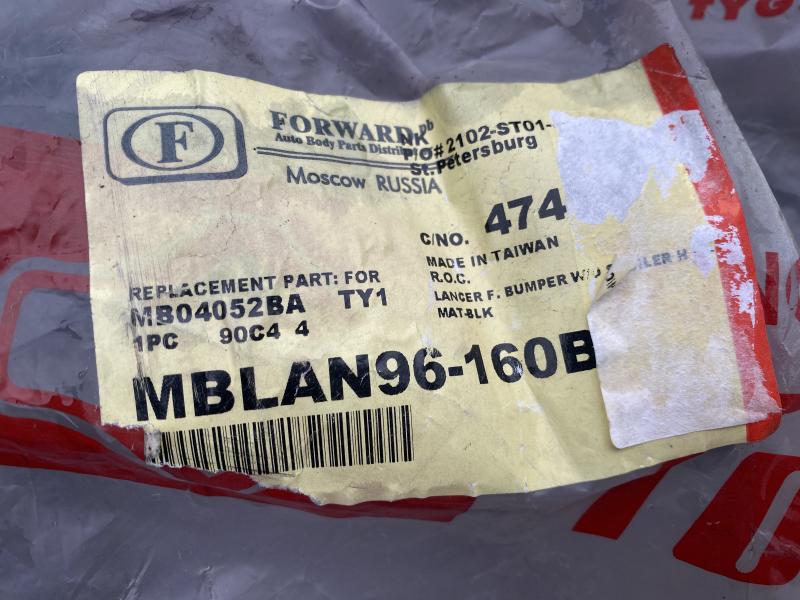 TYG
F
FORWARD
Auto Body Parts Distrib
Moscow RUSSIA
P/O# 2102-ST01-
St.Petersburg
C/NO. 474
MADE IN TAIWAN
R.O.C.
LANCER F. BUMPER W/O
MAT-BLK
REPLACEMENT PART: FOR
MB04052BA TY1
1PC 90C4 4
MBLAN96-160B